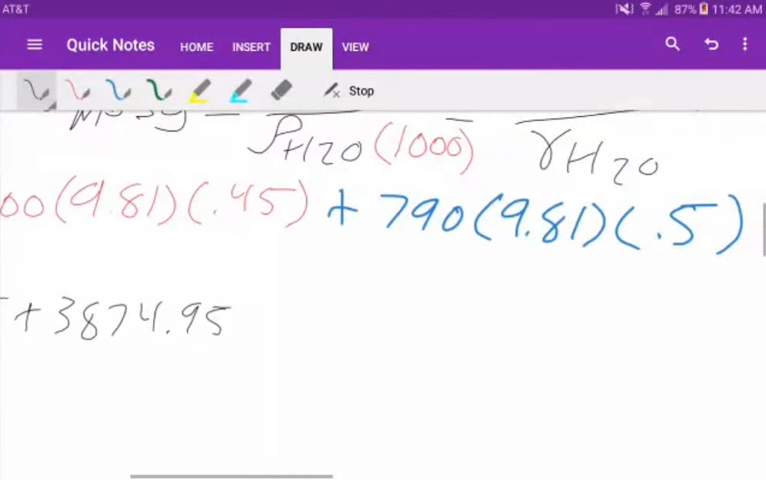 AT&T 87% 11:42 AM
Quick Notes HOME INSERT DRAW VIEW
Stop
ρH2O (1000) γH2O
00(9.81)(.45) + 790(9.81)(.5)
+ 3874.95